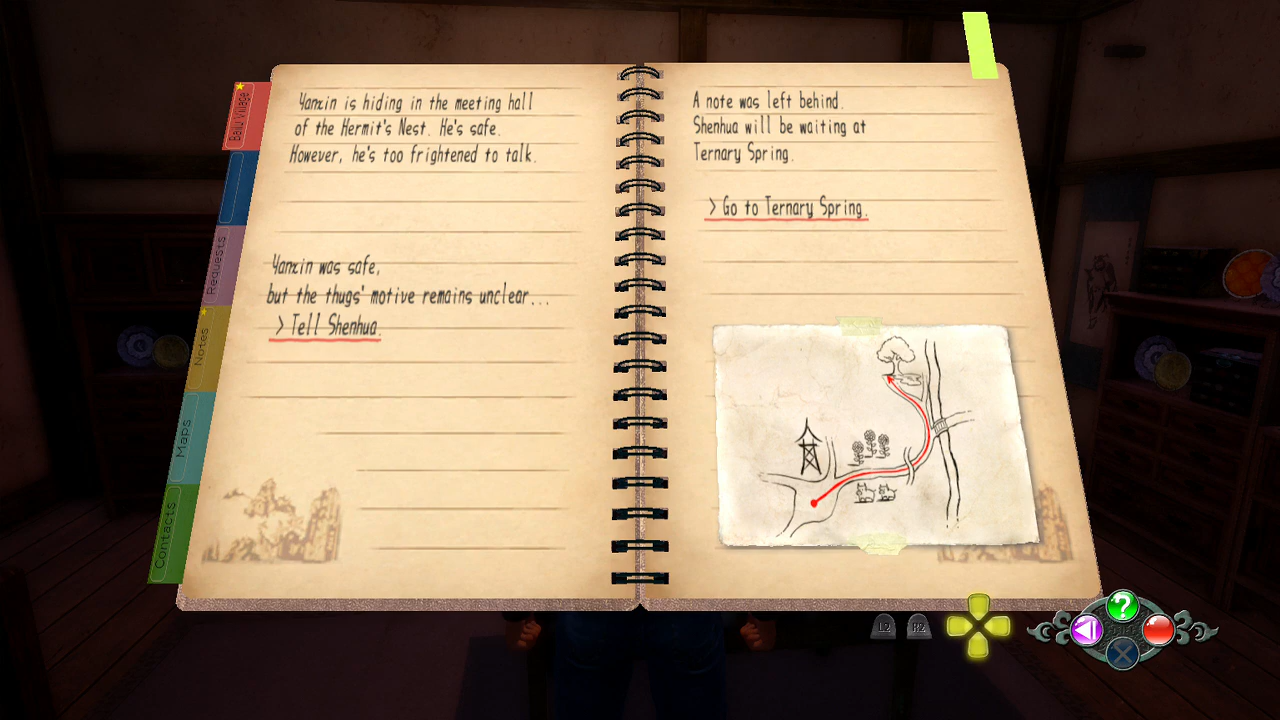 Yanxin is hiding in the meeting hall
of the Hermit's Nest. He's safe.
However, he's too frightened to talk.
Yanxin was safe,
but the thugs' motive remains unclear...
> Tell Shenhua.
A note was left behind.
Shenhua will be waiting at
Ternary Spring.
> Go to Ternary Spring.
Bailu Village
Requests
Notes
Maps
Contacts
L2
R2
?